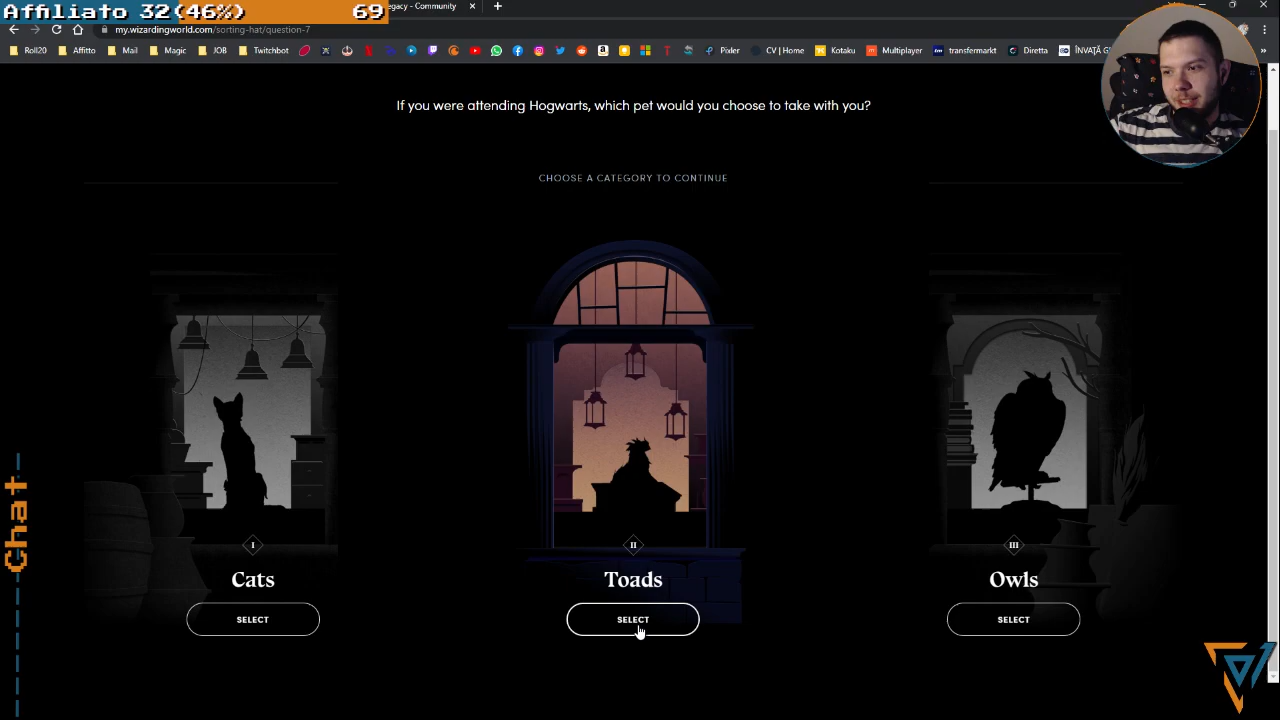 Affiliato 32(46%) 69
egacy - Community
my.wizardingworld.com/sorting-hat/question-7
Roll20 Affitto Mail Magic JOB Twitchbot Pixler CV | Home Kotaku Multiplayer transfermarkt Diretta ÎNVAŢĂ G
If you were attending Hogwarts, which pet would you choose to take with you?
CHOOSE A CATEGORY TO CONTINUE
I II III
Cats Toads Owls
SELECT SELECT SELECT
Chat